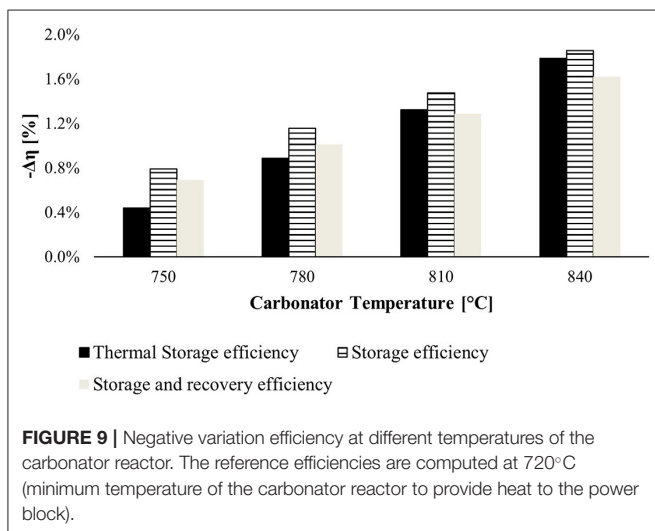 2.0%
1.6%
1.2%
0.8%
0.4%
0.0%
-Δη [%]
750 780 810 840
Carbonator Temperature [°C]
Thermal Storage efficiency Storage efficiency
Storage and recovery efficiency
FIGURE 9 | Negative variation efficiency at different temperatures of the
carbonator reactor. The reference efficiencies are computed at 720°C
(minimum temperature of the carbonator reactor to provide heat to the power
block).